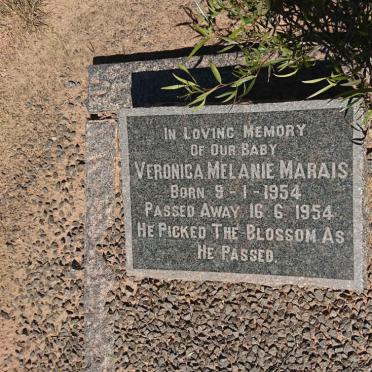 IN LOVING MEMORY
OF OUR BABY
VERONICA MELANIE MARAIS
BORN 9-1-1954
PASSED AWAY 16 6 1954
HE PICKED THE BLOSSOM AS
HE PASSED.